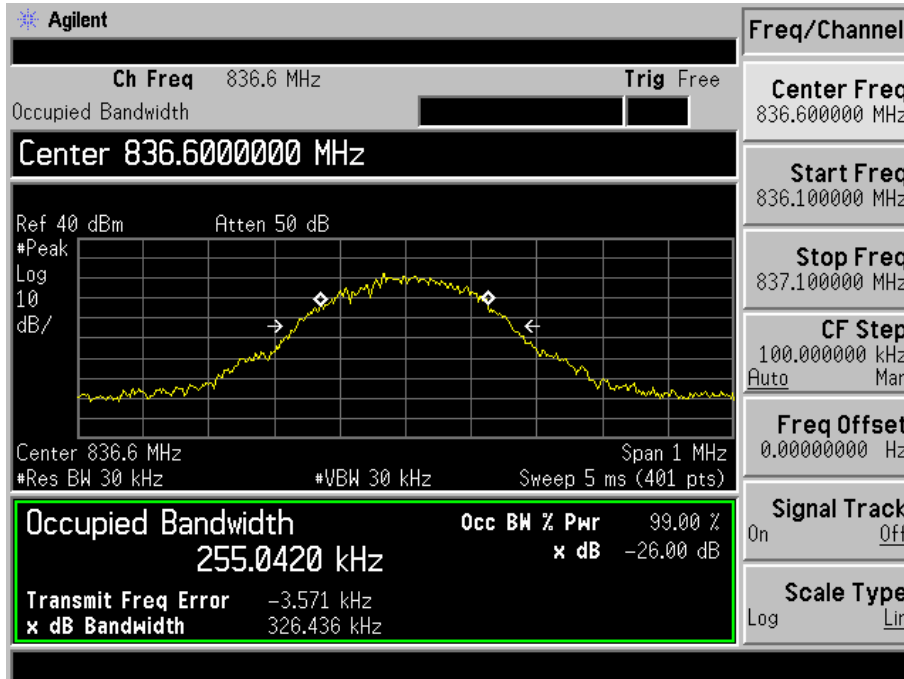 Agilent
Freq/Channel
Ch Freq 836.6 MHz Trig Free
Occupied Bandwidth
Center 836.6000000 MHz
Ref 40 dBm Atten 50 dB
#Peak
Log
10
dB/
Center 836.6 MHz Span 1 MHz
#Res BW 30 kHz #VBW 30 kHz Sweep 5 ms (401 pts)
Occupied Bandwidth Occ BW % Pwr 99.00 %
255.0420 kHz x dB -26.00 dB
Transmit Freq Error -3.571 kHz
x dB Bandwidth 326.436 kHz
Center Freq
836.600000 MHz
Start Freq
836.100000 MHz
Stop Freq
837.100000 MHz
CF Step
100.000000 kHz
Auto Man
Freq Offset
0.00000000 Hz
Signal Track
On Off
Scale Type
Log Lin